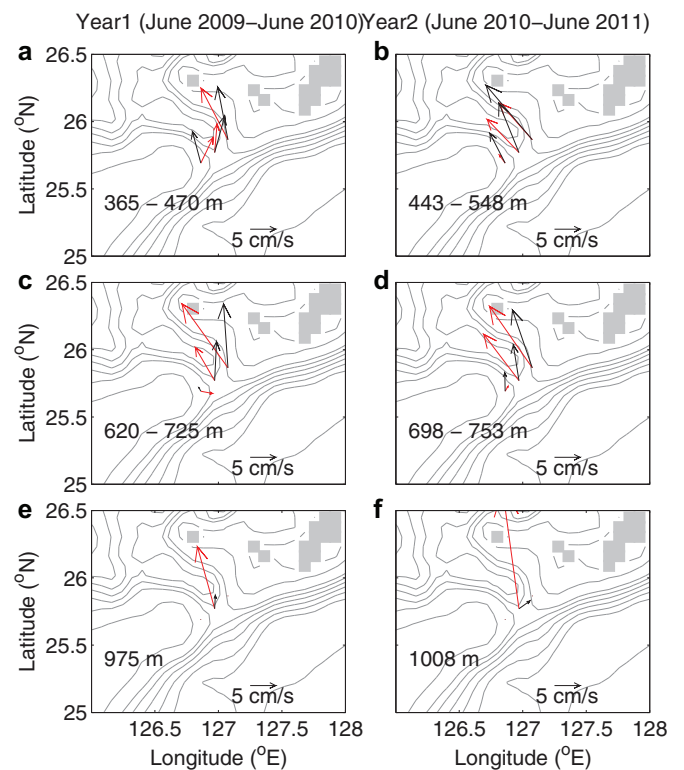 Year1 (June 2009−June 2010)Year2 (June 2010−June 2011)
a
b
26.5
26
25.5
25
Latitude (°N)
365 − 470 m
5 cm/s
443 − 548 m
5 cm/s
c
d
26.5
26
25.5
25
Latitude (°N)
620 − 725 m
5 cm/s
698 − 753 m
5 cm/s
e
f
26.5
26
25.5
25
Latitude (°N)
975 m
5 cm/s
1008 m
5 cm/s
126.5 127 127.5 128
126.5 127 127.5 128
Longitude (°E)
Longitude (°E)